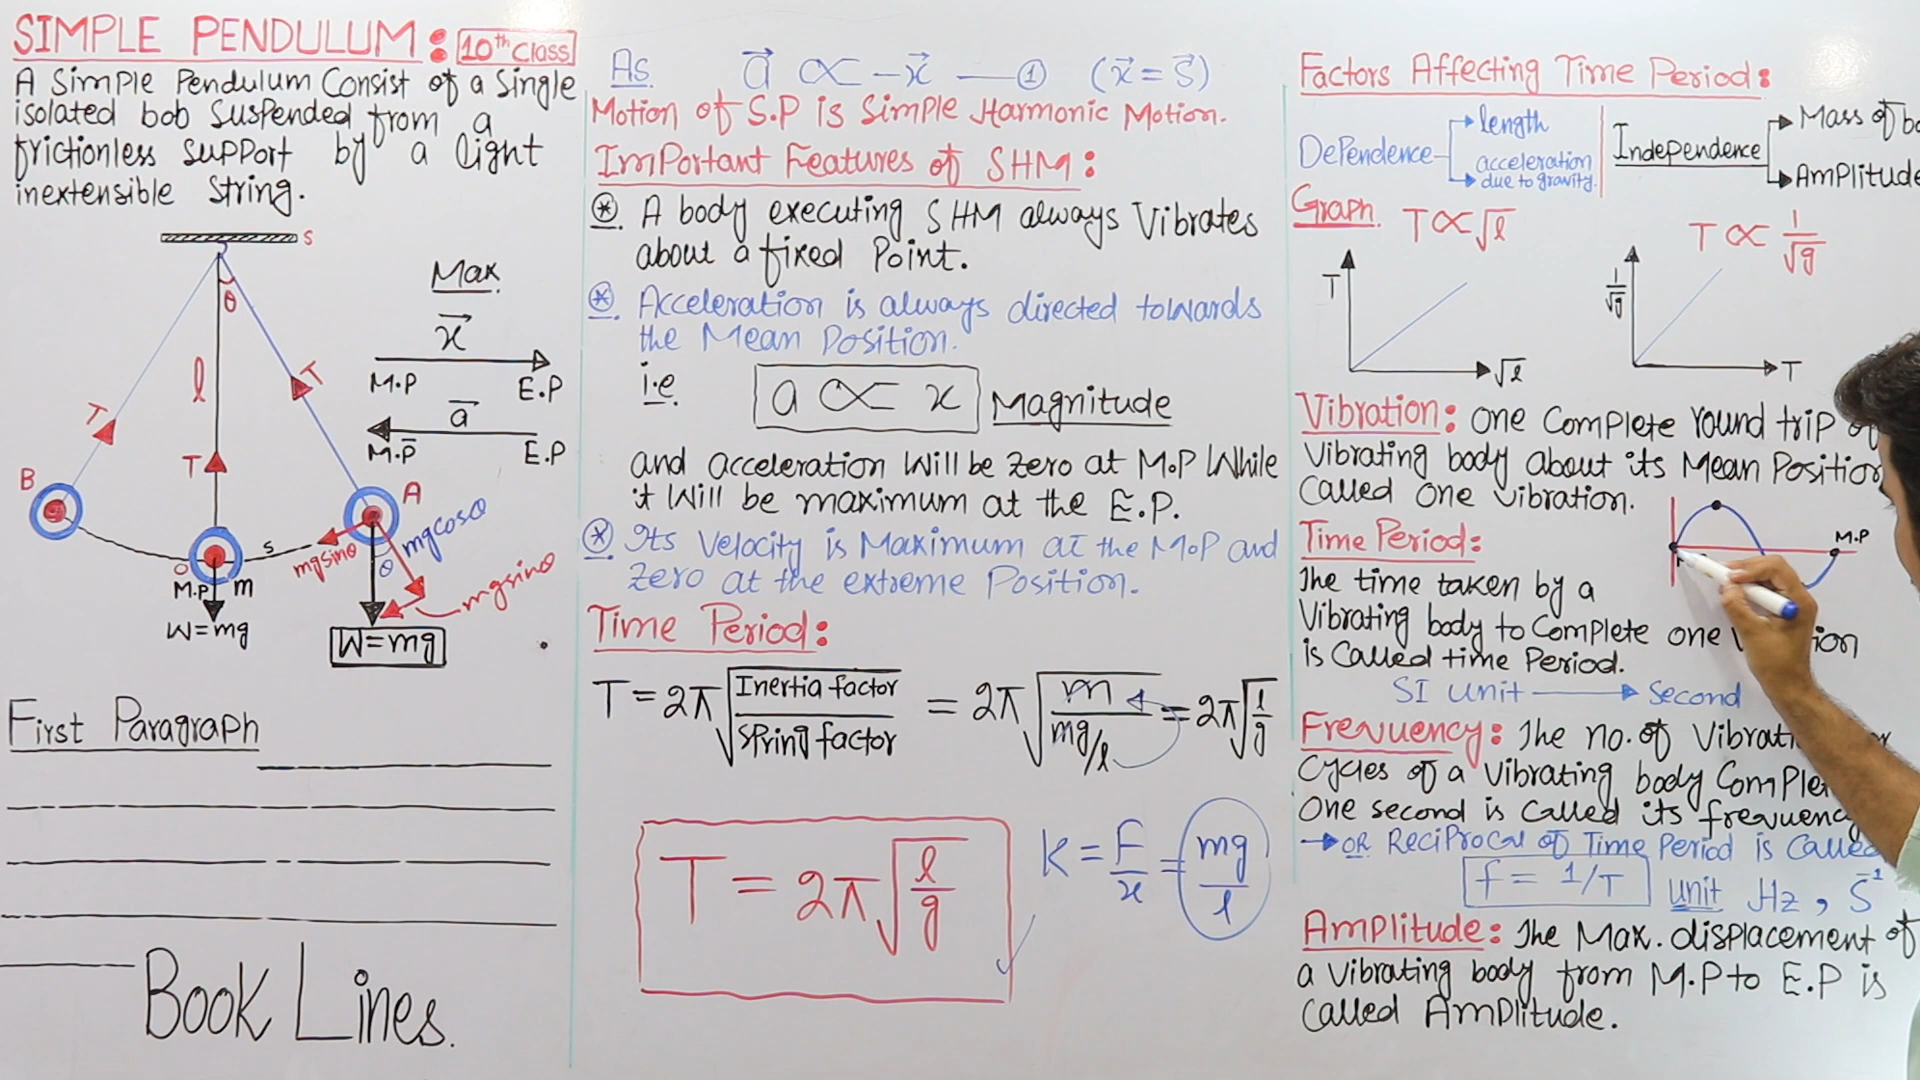 SIMPLE PENDULUM: 10th Class
A Simple Pendulum Consist of a Single
isolated bob Suspended from a
frictionless Support by a light
inextensible String.
S
θ
l
T
T
T
B
A
O
M.P
m
s
W=mg
mgsinθ
θ
mgcosθ
mgsinθ
W=mg
Max
x⃗
M.P E.P
a⃗
M.P E.P
First Paragraph
Book Lines.
As a⃗ ∝ -x⃗ — ① (x⃗ = S⃗)
Motion of S.P is Simple Harmonic Motion.
Important Features of SHM:
⊛. A body executing SHM always Vibrates
about a fixed Point.
⊛. Acceleration is always directed towards
the Mean Position.
i.e a ∝ x Magnitude
and acceleration Will be zero at M.P While
it Will be maximum at the E.P.
⊛ Its Velocity is Maximum at the M.P and
Zero at the extreme Position.
Time Period:
T = 2π√(Inertia factor/Spring factor) = 2π√(m/(mg/l)) = 2π√(l/g)
T = 2π√(l/g)
K = F/x = mg/l
Factors Affecting Time Period:
Dependence length
acceleration
due to gravity.
Independence Mass of
Amplitude
Graph. T ∝ √l T ∝ 1/√g
T
√l
1/√g
T
Vibration: One Complete round trip of
Vibrating body about its Mean Position
Called One Vibration.
Time Period:
M.P
The time taken by a
Vibrating body to Complete one
is Called time Period.
SI Unit → Second
Frequency: The no. of
Cycles of a Vibrating body
One second is Called its
→ OR Reciprocal of Time Period is Called
f = 1/T unit Hz, S⁻¹
Amplitude: The Max. displacement of
a Vibrating body from M.P to E.P is
Called Amplitude.